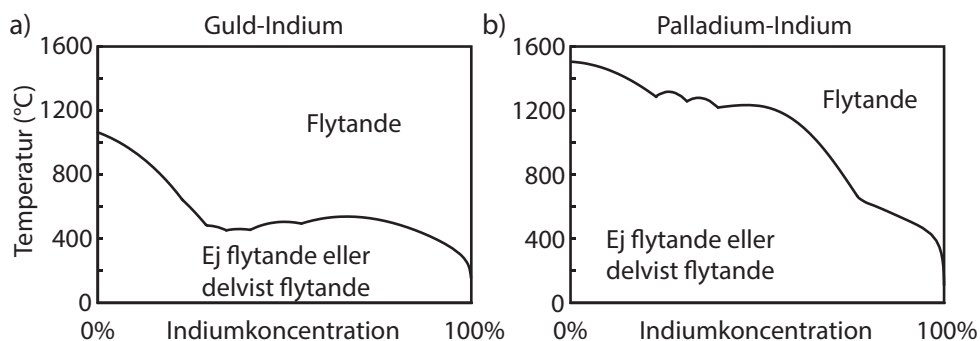 a)
Guld-Indium
1600
1200
800
400
0
Temperatur (°C)
Flytande
Ej flytande eller
delvist flytande
0%
Indiumkoncentration
100%
b)
Palladium-Indium
1600
1200
800
400
0
Flytande
Ej flytande eller
delvist flytande
0%
Indiumkoncentration
100%